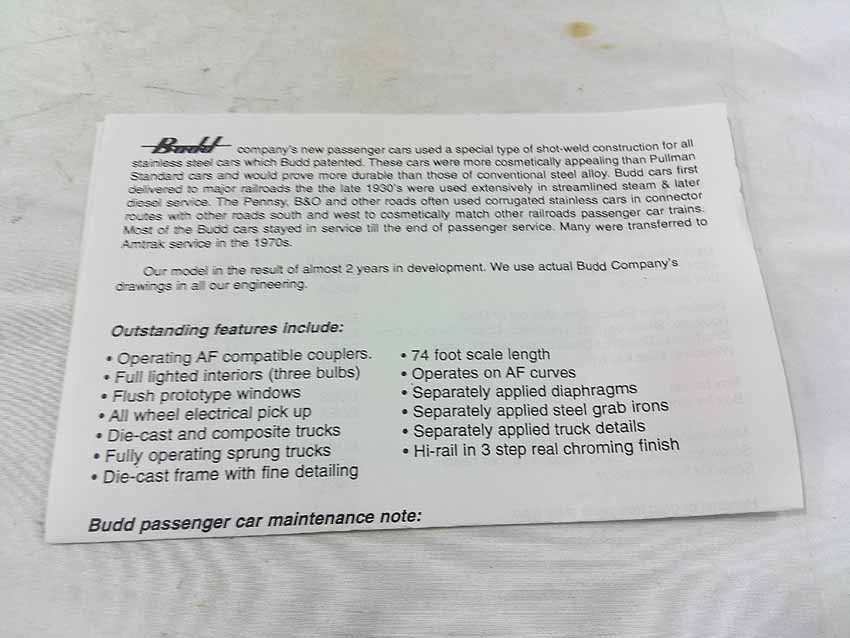 Budd company's new passenger cars used a special type of shot-weld construction for all
stainless steel cars which Budd patented. These cars were more cosmetically appealing than Pullman
Standard cars and would prove more durable than those of conventional steel alloy. Budd cars first
delivered to major railroads the the late 1930's were used extensively in streamlined steam & later
diesel service. The Pennsy, B&O and other roads often used corrugated stainless cars in connector
routes with other roads south and west to cosmetically match other railroads passenger car trains.
Most of the Budd cars stayed in service till the end of passenger service. Many were transferred to
Amtrak service in the 1970s.
Our model in the result of almost 2 years in development. We use actual Budd Company's
drawings in all our engineering.
Outstanding features include:
• Operating AF compatible couplers.
• Full lighted interiors (three bulbs)
• Flush prototype windows
• All wheel electrical pick up
• Die-cast and composite trucks
• Fully operating sprung trucks
• Die-cast frame with fine detailing
• 74 foot scale length
• Operates on AF curves
• Separately applied diaphragms
• Separately applied steel grab irons
• Separately applied truck details
• Hi-rail in 3 step real chroming finish
Budd passenger car maintenance note: